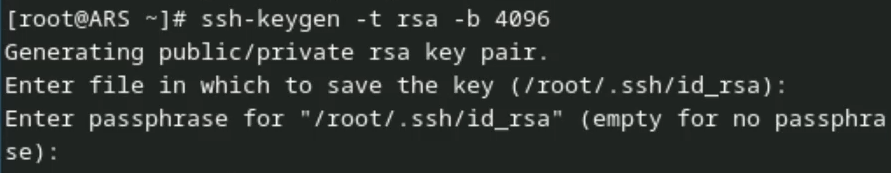 [root@ARS ~]# ssh-keygen -t rsa -b 4096
Generating public/private rsa key pair.
Enter file in which to save the key (/root/.ssh/id_rsa):
Enter passphrase for "/root/.ssh/id_rsa" (empty for no passphra
se):